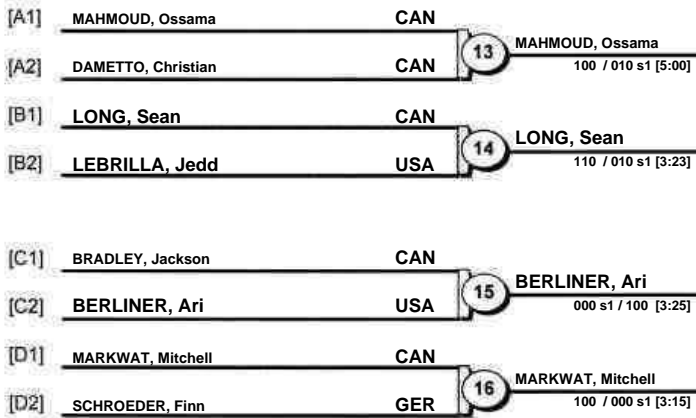 [A1] MAHMOUD, Ossama CAN
13 MAHMOUD, Ossama
100 / 010 s1 [5:00]
[A2] DAMETTO, Christian CAN
[B1] LONG, Sean CAN
14 LONG, Sean
110 / 010 s1 [3:23]
[B2] LEBRILLA, Jedd USA
[C1] BRADLEY, Jackson CAN
15 BERLINER, Ari
000 s1 / 100 [3:25]
[C2] BERLINER, Ari USA
[D1] MARKWAT, Mitchell CAN
16 MARKWAT, Mitchell
100 / 000 s1 [3:15]
[D2] SCHROEDER, Finn GER